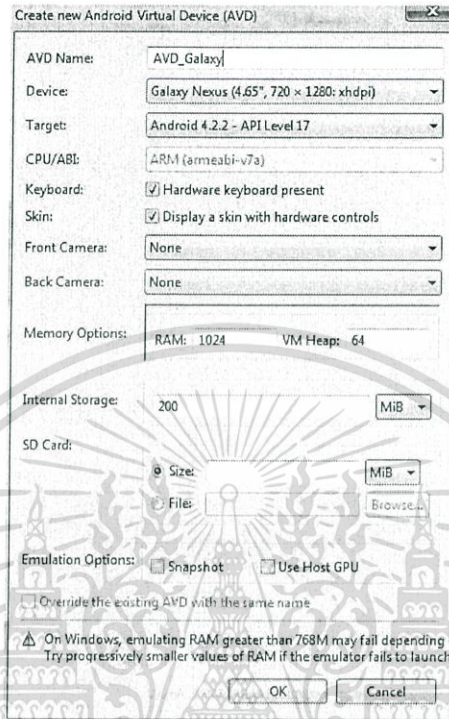 Create new Android Virtual Device (AVD)
AVD Name: AVD_Galaxy
Device: Galaxy Nexus (4.65", 720 × 1280: xhdpi)
Target: Android 4.2.2 - API Level 17
CPU/ABI: ARM (armeabi-v7a)
Keyboard: Hardware keyboard present
Skin: Display a skin with hardware controls
Front Camera: None
Back Camera: None
Memory Options: RAM: 1024 VM Heap: 64
Internal Storage: 200 MiB
SD Card:
Size: MiB
File: Browse...
Emulation Options: Snapshot Use Host GPU
Override the existing AVD with the same name
On Windows, emulating RAM greater than 768M may fail depending
Try progressively smaller values of RAM if the emulator fails to launch
OK Cancel